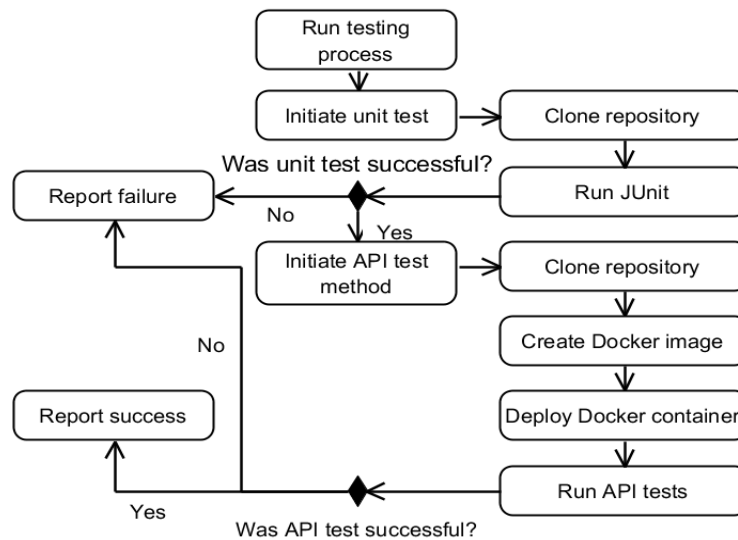 Run testing
process
Initiate unit test
Clone repository
Was unit test successful?
Report failure
Run JUnit
No
Yes
Initiate API test
method
Clone repository
Create Docker image
No
Report success
Deploy Docker container
Run API tests
Yes
Was API test successful?